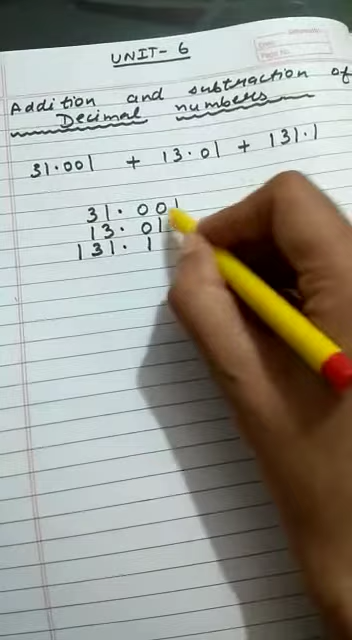 UNIT- 6
Addition and subtraction of
Decimal numbers
31.001 + 13.01 + 131.1
31.001
13.01
131.1